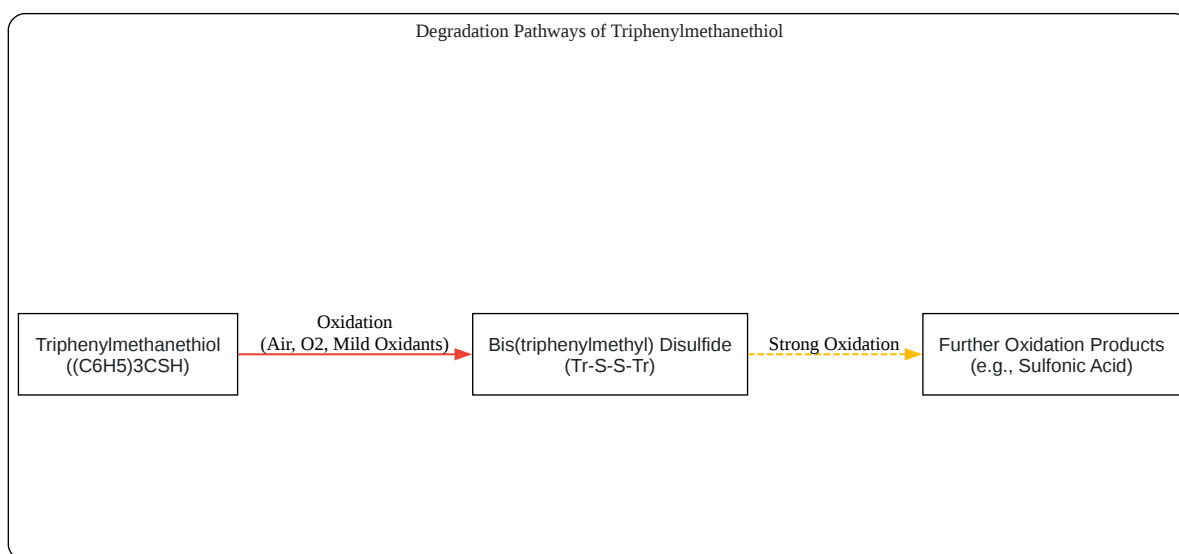 Degradation Pathways of Triphenylmethanethiol
Triphenylmethanethiol
((C6H5)3CSH)
Oxidation
(Air, O2, Mild Oxidants)
Bis(triphenylmethyl) Disulfide
(Tr-S-S-Tr)
Strong Oxidation
Further Oxidation Products
(e.g., Sulfonic Acid)